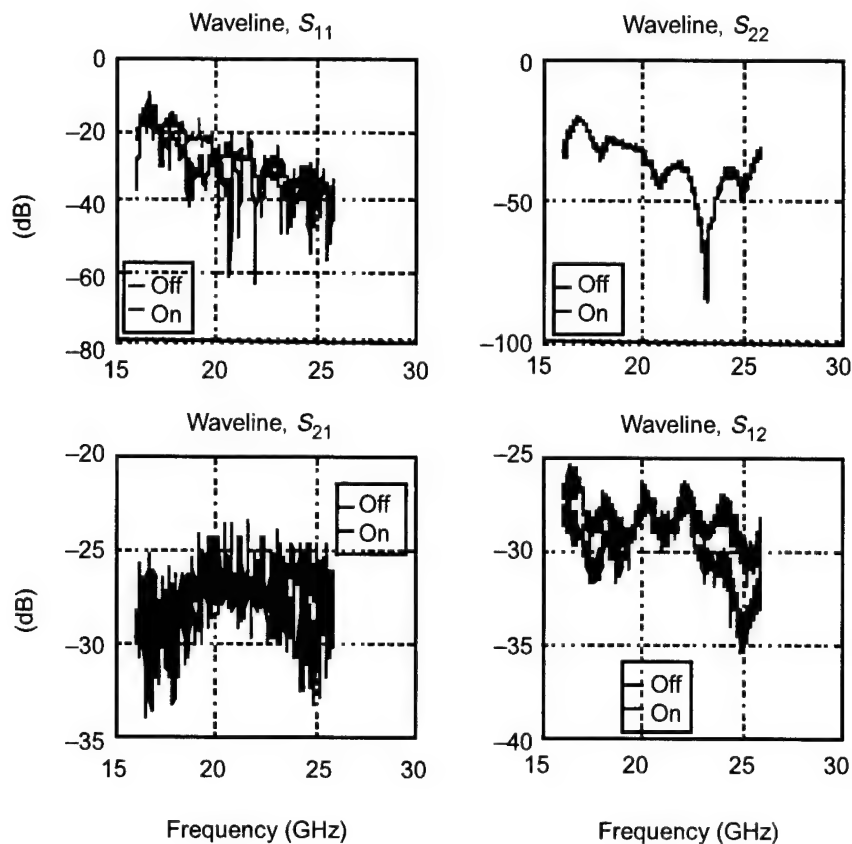 Waveline, S11
0
–20
–40
–60
–80
(dB)
Off
On
15 20 25 30
Waveline, S22
0
–50
–100
Off
On
15 20 25 30
Waveline, S21
–20
–25
–30
–35
(dB)
Off
On
15 20 25 30
Frequency (GHz)
Waveline, S12
–25
–30
–35
–40
Off
On
15 20 25 30
Frequency (GHz)